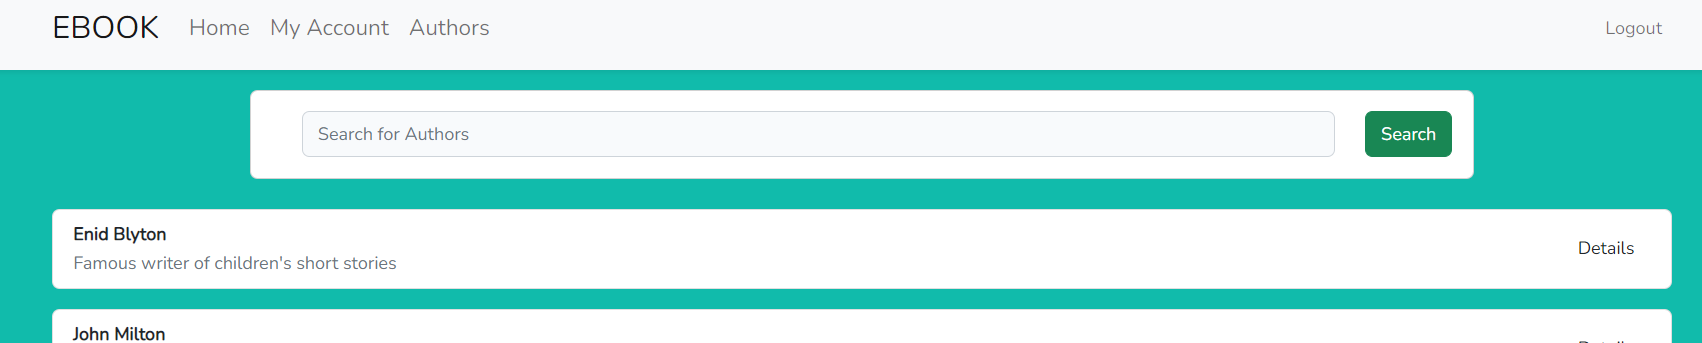 EBOOK Home My Account Authors Logout
Search for Authors Search
Enid Blyton
Famous writer of children's short stories
Details
John Milton